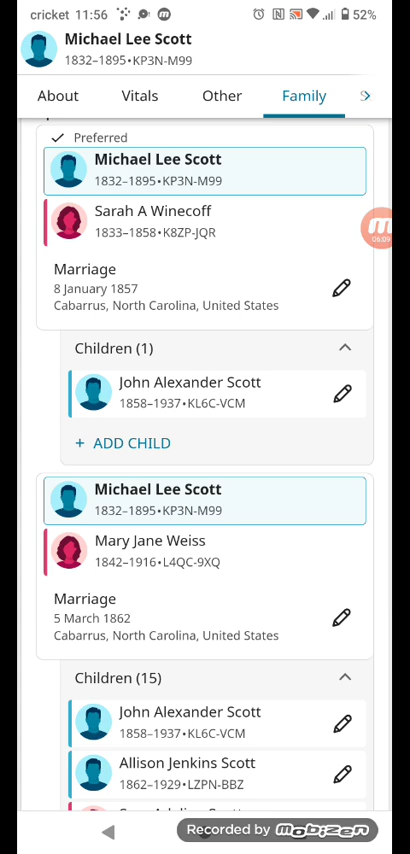 cricket 11:56
52%
Michael Lee Scott
1832–1895•KP3N-M99
About Vitals Other Family
Preferred
Michael Lee Scott
1832–1895•KP3N-M99
Sarah A Winecoff
1833–1858•K8ZP-JQR
06:09
Marriage
8 January 1857
Cabarrus, North Carolina, United States
Children (1)
John Alexander Scott
1858–1937•KL6C-VCM
+ ADD CHILD
Michael Lee Scott
1832–1895•KP3N-M99
Mary Jane Weiss
1842–1916•L4QC-9XQ
Marriage
5 March 1862
Cabarrus, North Carolina, United States
Children (15)
John Alexander Scott
1858–1937•KL6C-VCM
Allison Jenkins Scott
1862–1929•LZPN-BBZ
Recorded by mobizen